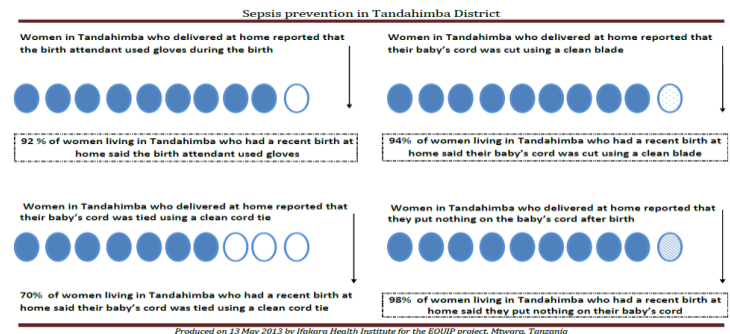 Sepsis prevention in Tandahimba District
Women in Tandahimba who delivered at home reported that
the birth attendant used gloves during the birth
92 % of women living in Tandahimba who had a recent birth at
home said the birth attendant used gloves
Women in Tandahimba who delivered at home reported that
their baby's cord was cut using a clean blade
94% of women living in Tandahimba who had a recent birth at
home said their baby's cord was cut using a clean blade
Women in Tandahimba who delivered at home reported that
their baby's cord was tied using a clean cord tie
70% of women living in Tandahimba who had a recent birth at
home said their baby's cord was tied using a clean cord tie
Women in Tandahimba who delivered at home reported that
they put nothing on the baby's cord after birth
98% of women living in Tandahimba who had a recent birth at
home said they put nothing on their baby's cord
Produced on 13 May 2013 by Ifakara Health Institute for the EQUIP project, Mtwara, Tanzania